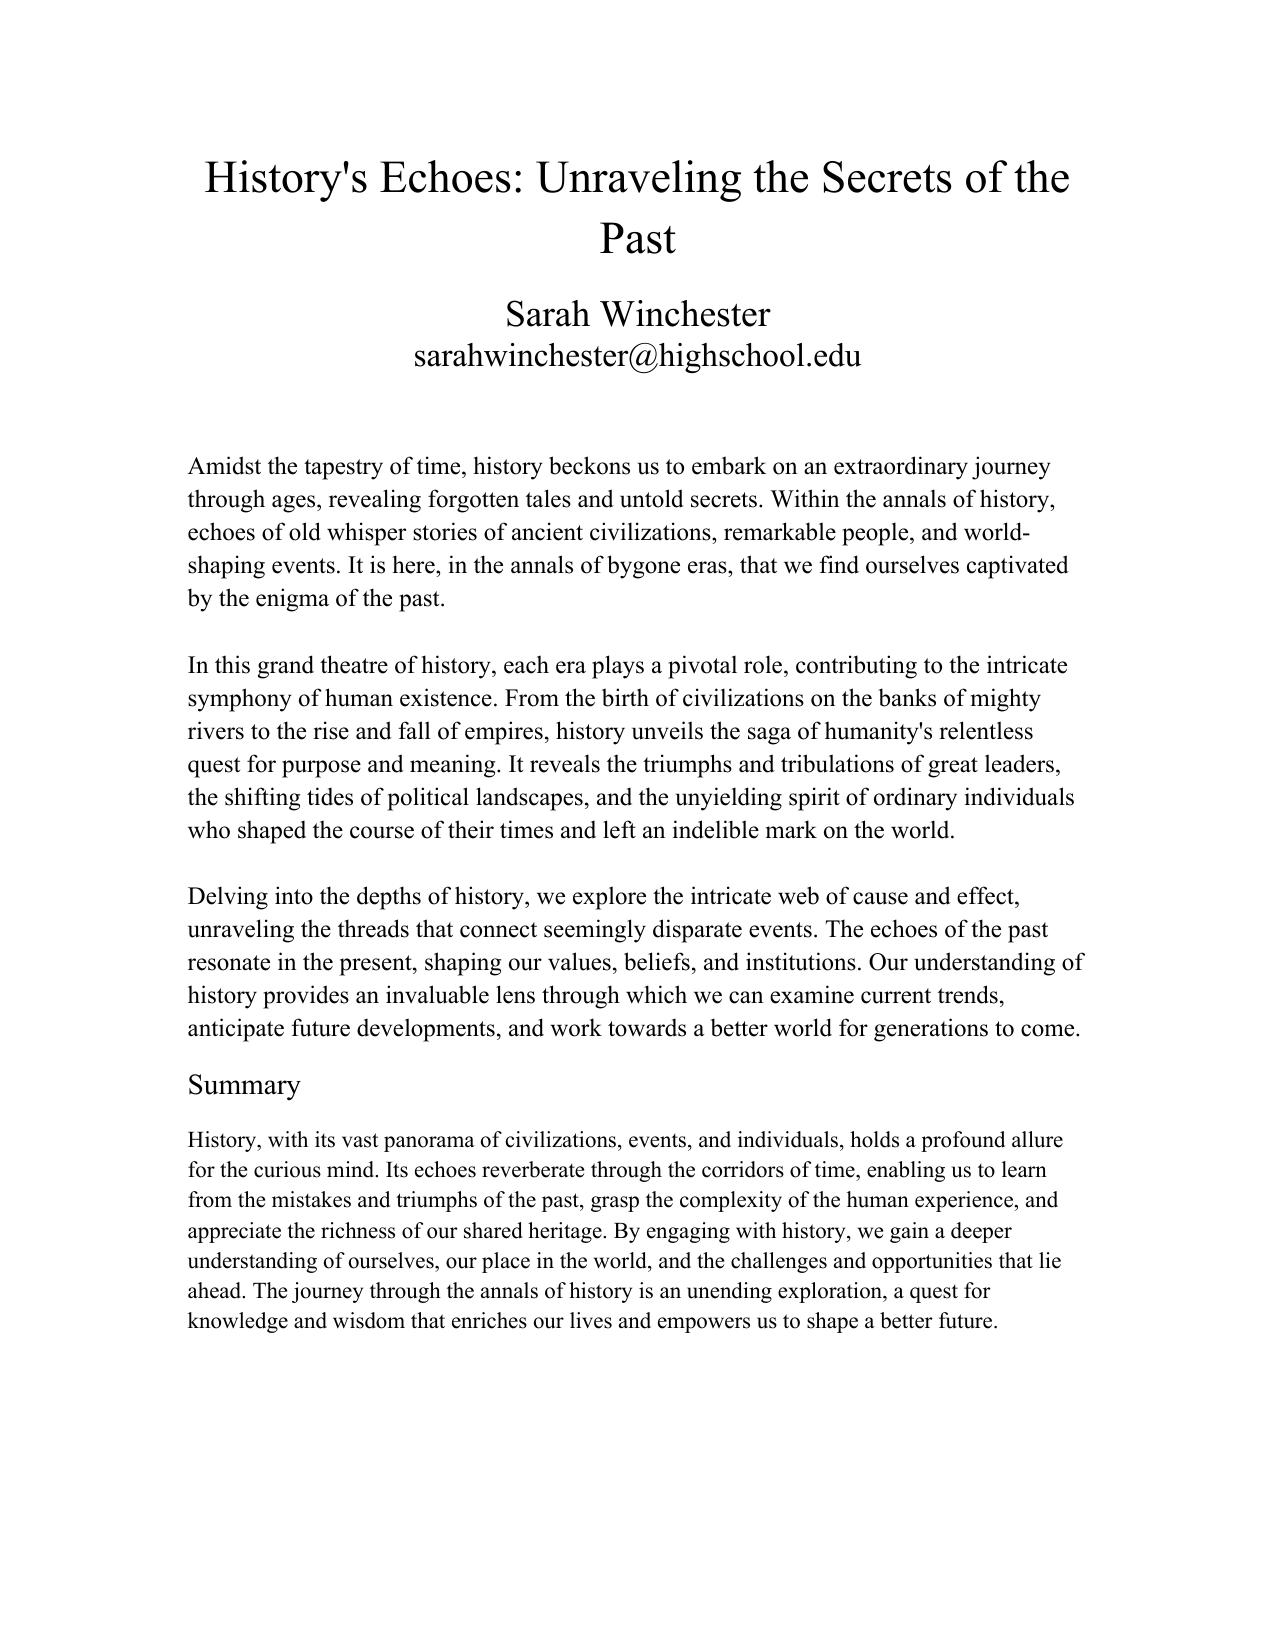 History's Echoes: Unraveling the Secrets of the
Past
Sarah Winchester
sarahwinchester@highschool.edu
Amidst the tapestry of time, history beckons us to embark on an extraordinary journey
through ages, revealing forgotten tales and untold secrets. Within the annals of history,
echoes of old whisper stories of ancient civilizations, remarkable people, and world-
shaping events. It is here, in the annals of bygone eras, that we find ourselves captivated
by the enigma of the past.
In this grand theatre of history, each era plays a pivotal role, contributing to the intricate
symphony of human existence. From the birth of civilizations on the banks of mighty
rivers to the rise and fall of empires, history unveils the saga of humanity's relentless
quest for purpose and meaning. It reveals the triumphs and tribulations of great leaders,
the shifting tides of political landscapes, and the unyielding spirit of ordinary individuals
who shaped the course of their times and left an indelible mark on the world.
Delving into the depths of history, we explore the intricate web of cause and effect,
unraveling the threads that connect seemingly disparate events. The echoes of the past
resonate in the present, shaping our values, beliefs, and institutions. Our understanding of
history provides an invaluable lens through which we can examine current trends,
anticipate future developments, and work towards a better world for generations to come.
Summary
History, with its vast panorama of civilizations, events, and individuals, holds a profound allure
for the curious mind. Its echoes reverberate through the corridors of time, enabling us to learn
from the mistakes and triumphs of the past, grasp the complexity of the human experience, and
appreciate the richness of our shared heritage. By engaging with history, we gain a deeper
understanding of ourselves, our place in the world, and the challenges and opportunities that lie
ahead. The journey through the annals of history is an unending exploration, a quest for
knowledge and wisdom that enriches our lives and empowers us to shape a better future.